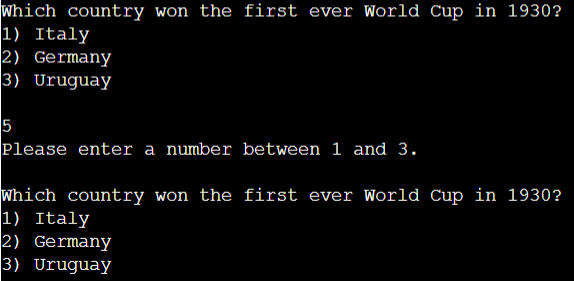 Which country won the first ever World Cup in 1930?
1) Italy
2) Germany
3) Uruguay
5
Please enter a number between 1 and 3.
Which country won the first ever World Cup in 1930?
1) Italy
2) Germany
3) Uruguay